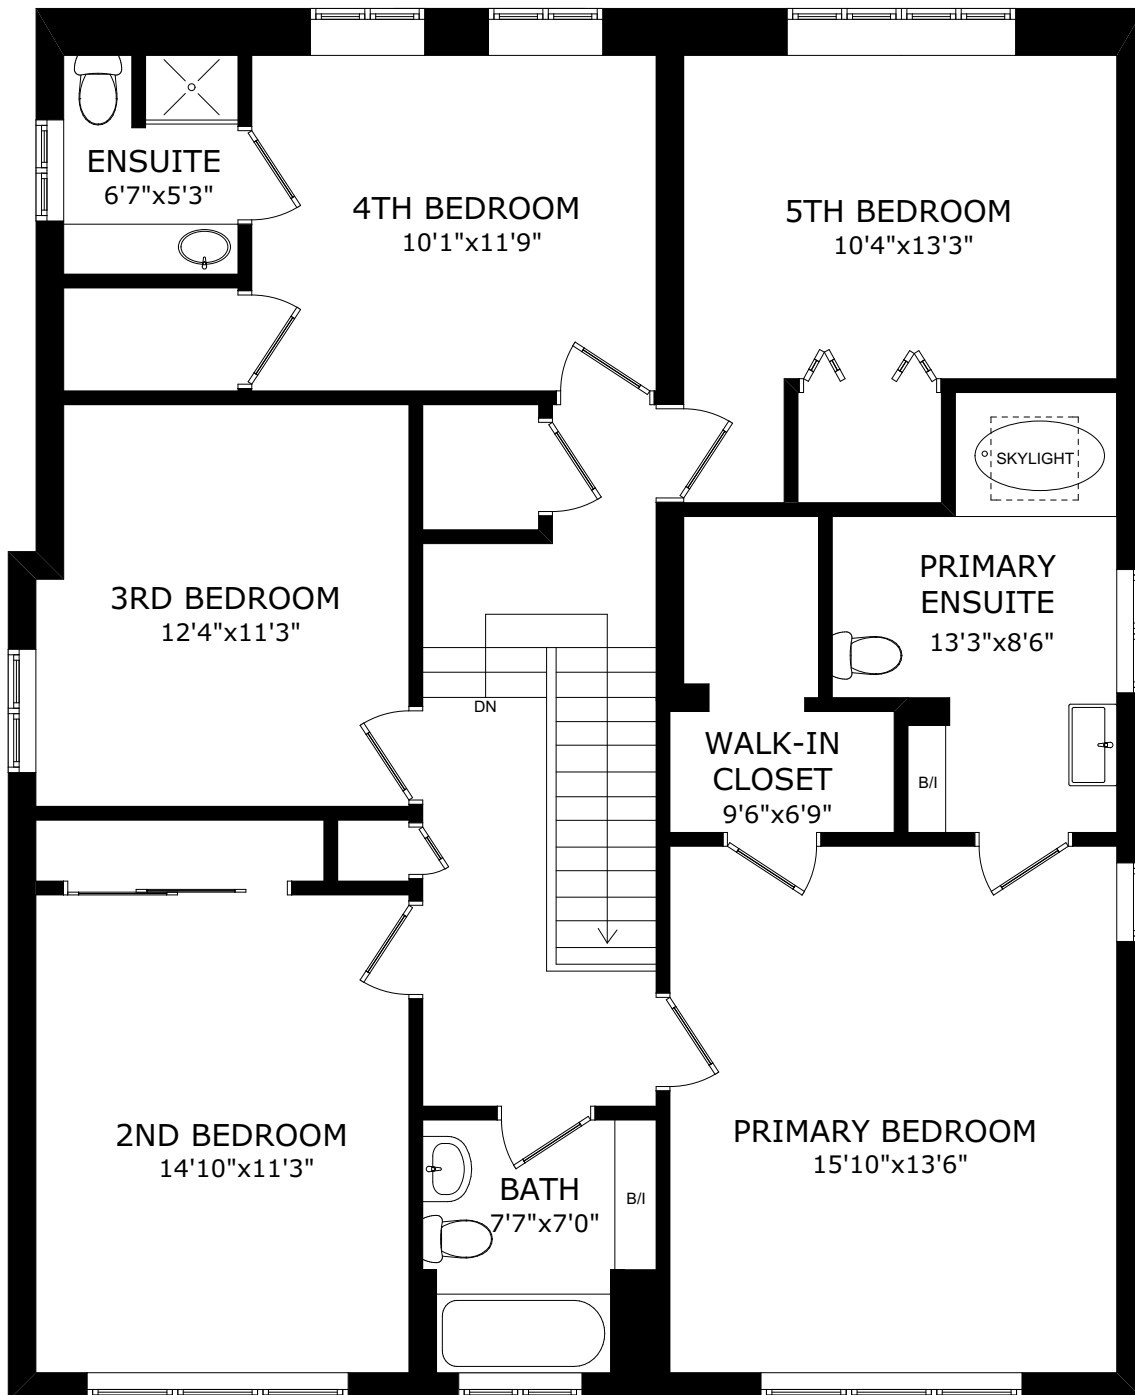 ENSUITE
6'7"x5'3"
4TH BEDROOM
10'1"x11'9"
5TH BEDROOM
10'4"x13'3"
SKYLIGHT
3RD BEDROOM
12'4"x11'3"
PRIMARY
ENSUITE
13'3"x8'6"
DN
WALK-IN
CLOSET
9'6"x6'9"
B/I
2ND BEDROOM
14'10"x11'3"
PRIMARY BEDROOM
15'10"x13'6"
BATH
7'7"x7'0"
B/I